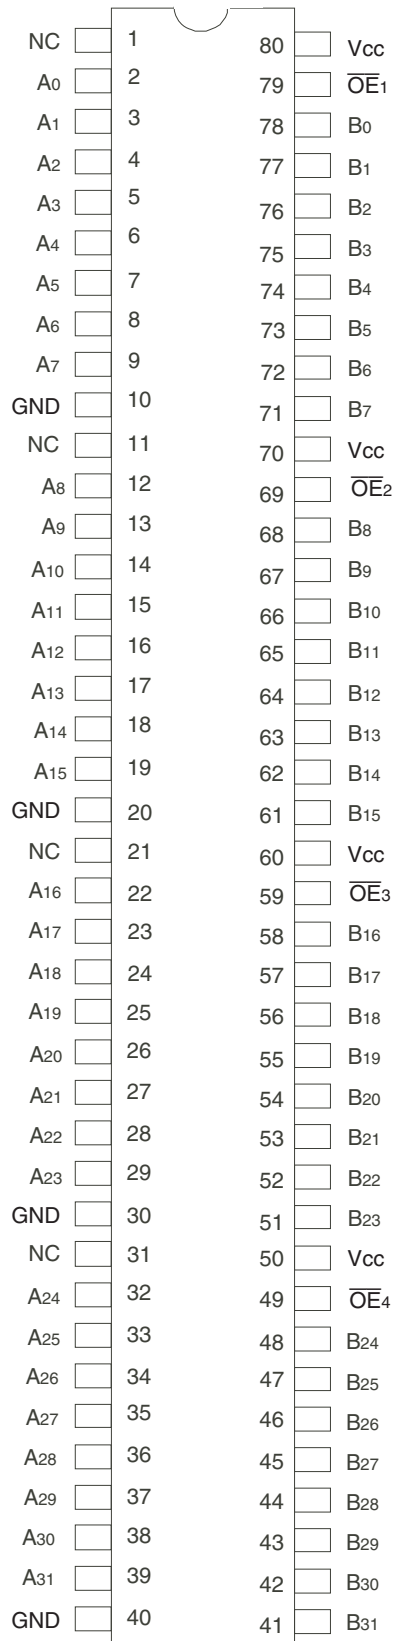 NC 1 80 Vcc
A0 2 79 O̅E̅1
A1 3 78 B0
A2 4 77 B1
A3 5 76 B2
A4 6 75 B3
A5 7 74 B4
A6 8 73 B5
A7 9 72 B6
GND 10 71 B7
NC 11 70 Vcc
A8 12 69 O̅E̅2
A9 13 68 B8
A10 14 67 B9
A11 15 66 B10
A12 16 65 B11
A13 17 64 B12
A14 18 63 B13
A15 19 62 B14
GND 20 61 B15
NC 21 60 Vcc
A16 22 59 O̅E̅3
A17 23 58 B16
A18 24 57 B17
A19 25 56 B18
A20 26 55 B19
A21 27 54 B20
A22 28 53 B21
A23 29 52 B22
GND 30 51 B23
NC 31 50 Vcc
A24 32 49 O̅E̅4
A25 33 48 B24
A26 34 47 B25
A27 35 46 B26
A28 36 45 B27
A29 37 44 B28
A30 38 43 B29
A31 39 42 B30
GND 40 41 B31